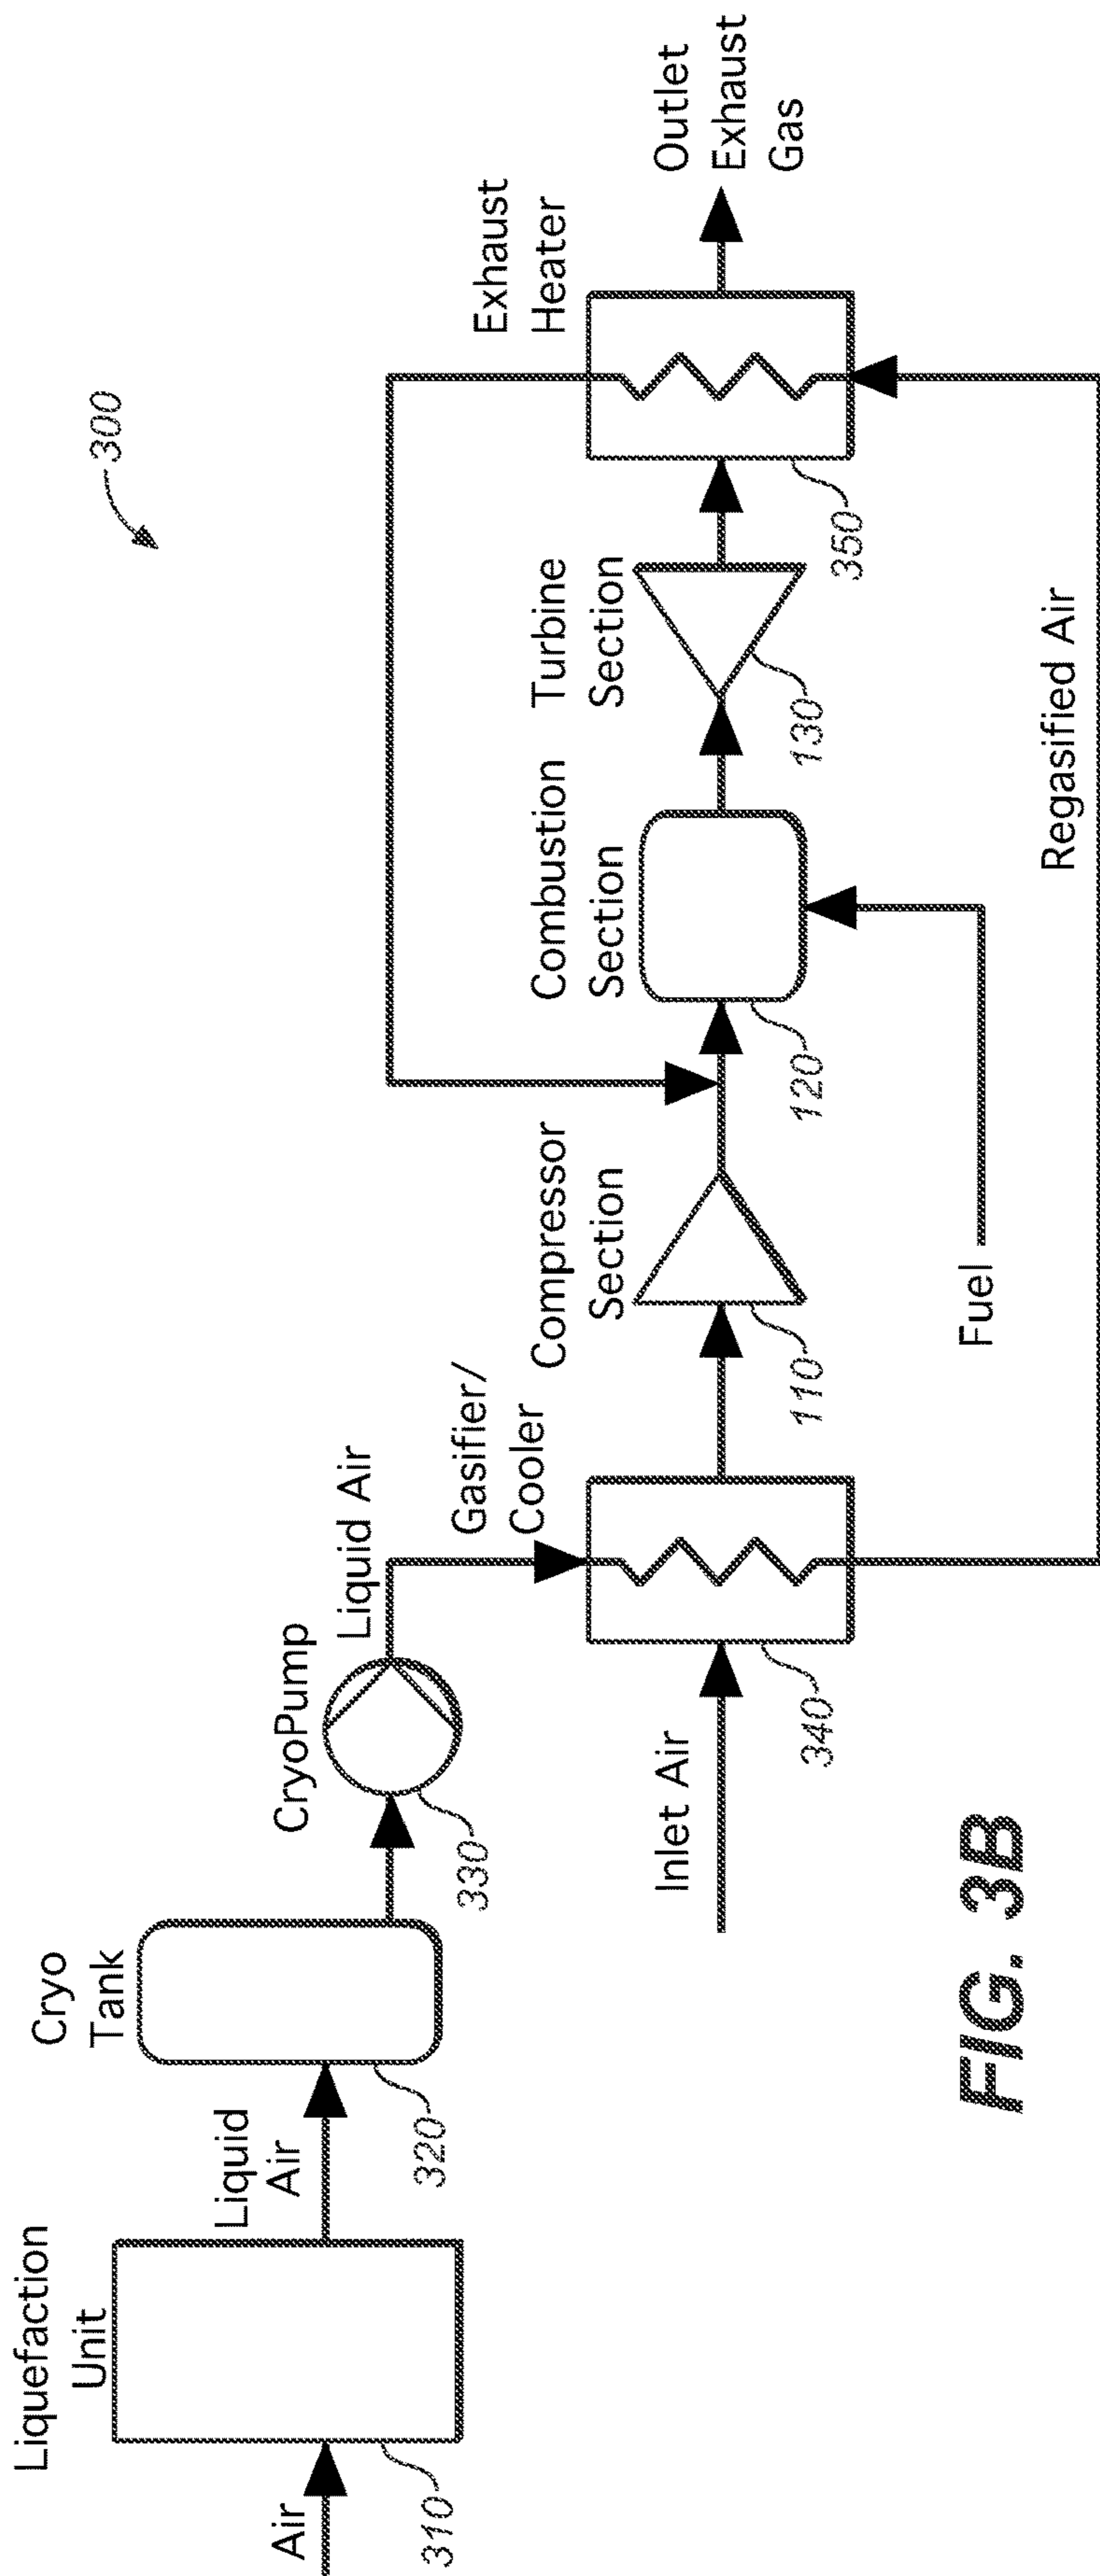 300
Liquefaction
Unit
Air
310
Liquid
Air
Cryo
Tank
320
CryoPump
330
Liquid Air
Gasifier/
Cooler
Inlet Air
340
Compressor
Section
110
Combustion
Section
120
Fuel
Turbine
Section
130
Exhaust
Heater
350
Outlet
Exhaust
Gas
Regasified Air
FIG. 3B